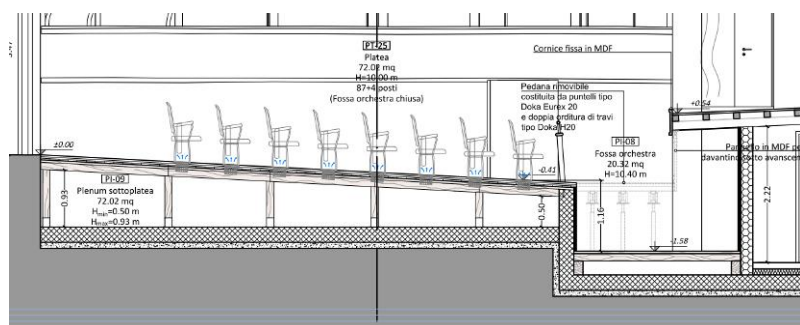 PT-25
Platea
72.02 mq
H=10.00 m
87+4 posti
(Fossa orchestra chiusa)
Cornice fissa in MDF
Pedana rimovibile
costituita da puntelli tipo
Doka Eurex 20
e doppia orditura di travi
tipo Doka H20
+0.54
±0.00
PI-08
Fossa orchestra
20.32 mq
H=10.40 m
-0.41
PI-09
Plenum sottoplatea
72.02 mq
Hmin=0.50 m
Hmax=0.93 m
0.93
0.50
1.16
-1.58
2.22